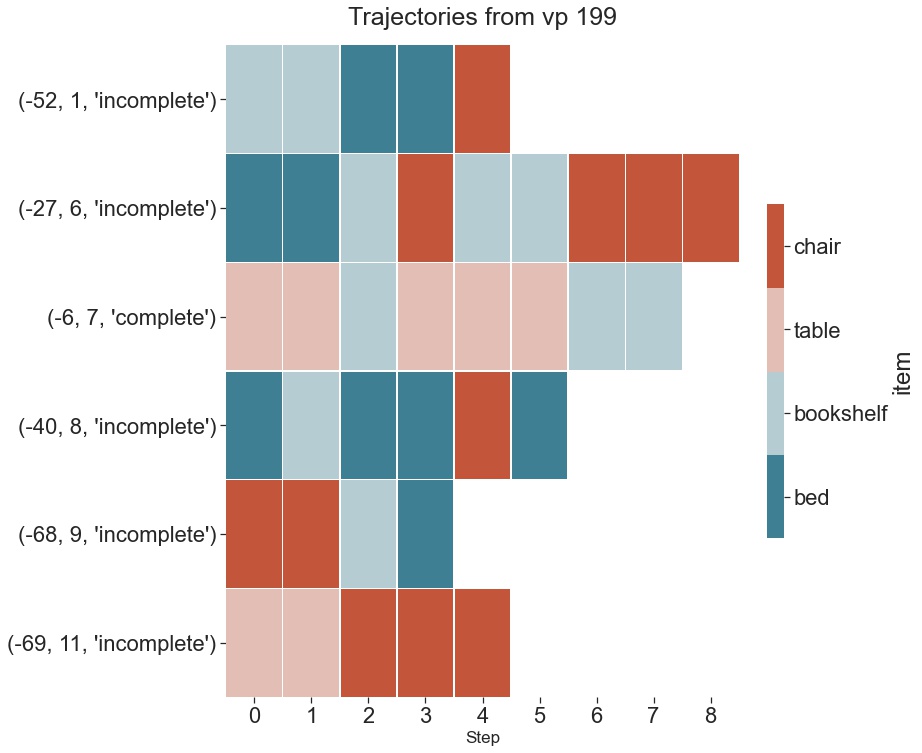 Trajectories from vp 199
(-52, 1, 'incomplete')
(-27, 6, 'incomplete')
(-6, 7, 'complete')
(-40, 8, 'incomplete')
(-68, 9, 'incomplete')
(-69, 11, 'incomplete')
0 1 2 3 4 5 6 7 8
Step
chair
table
bookshelf
bed
item